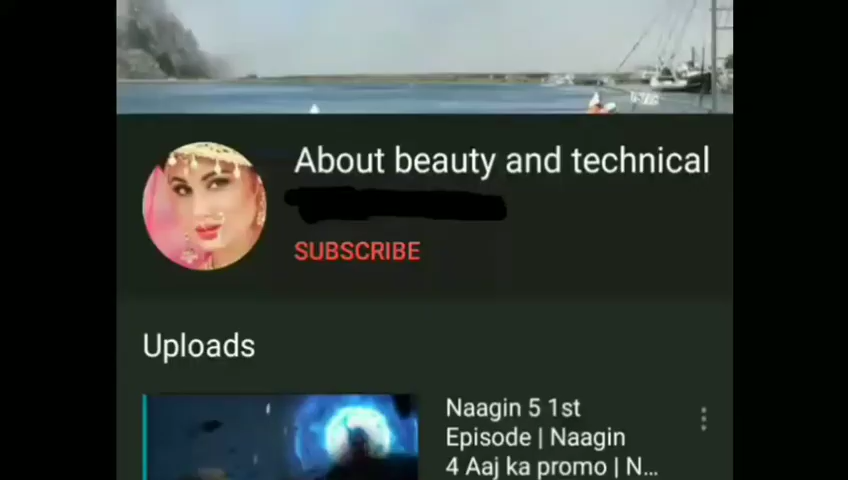 About beauty and technical
SUBSCRIBE
Uploads
Naagin 5 1st
Episode | Naagin
4 Aaj ka promo | N...